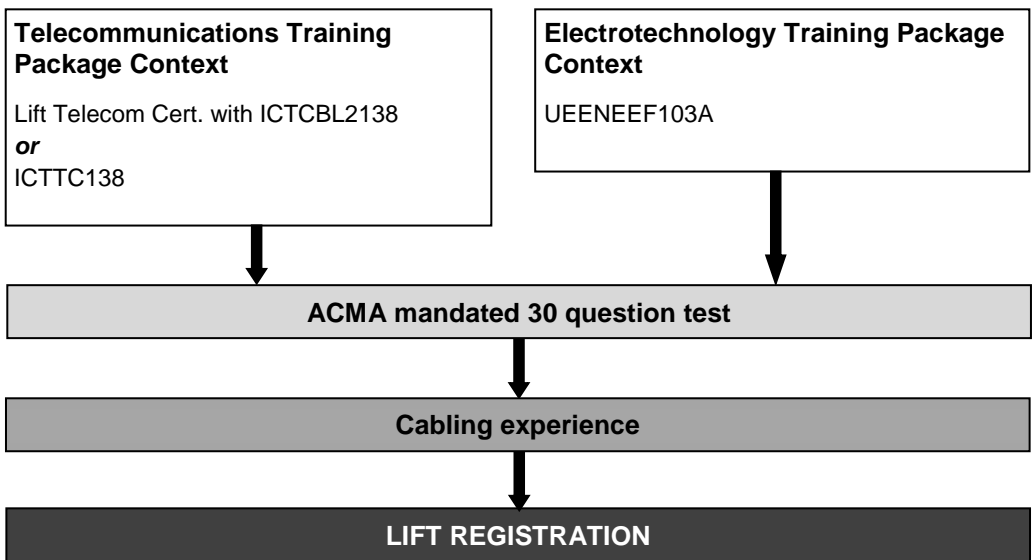 Telecommunications Training
Package Context
Lift Telecom Cert. with ICTCBL2138
or
ICTTC138
Electrotechnology Training Package
Context
UEENEEF103A
ACMA mandated 30 question test
Cabling experience
LIFT REGISTRATION